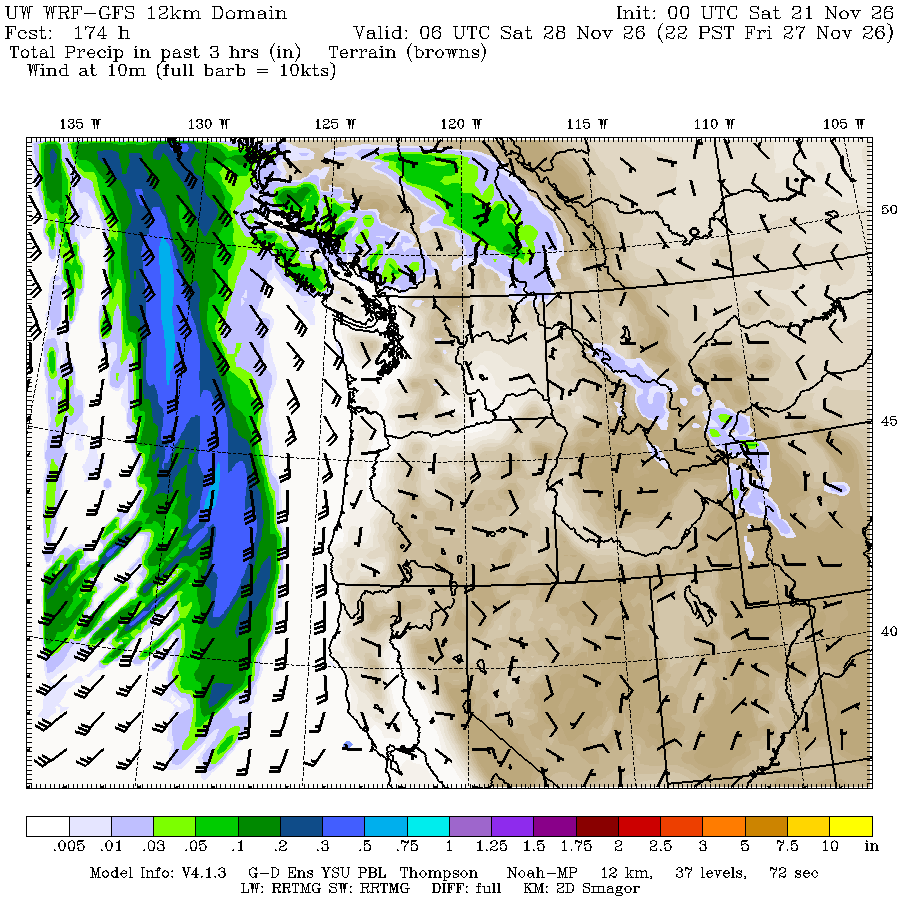 UW WRF-GFS 12km Domain Init: 00 UTC Sat 21 Nov 26
Fcst: 174 h Valid: 06 UTC Sat 28 Nov 26 (22 PST Fri 27 Nov 26)
Total Precip in past 3 hrs (in) Terrain (browns)
Wind at 10m (full barb = 10kts)
135 W 130 W 125 W 120 W 115 W 110 W 105 W
50
45
40
.005 .01 .03 .05 .1 .2 .3 .5 .75 1 1.25 1.5 1.75 2 2.5 3 5 7.5 10 in
Model Info: V4.1.3 G-D Ens YSU PBL Thompson Noah-MP 12 km, 37 levels, 72 sec
LW: RRTMG SW: RRTMG DIFF: full KM: 2D Smagor